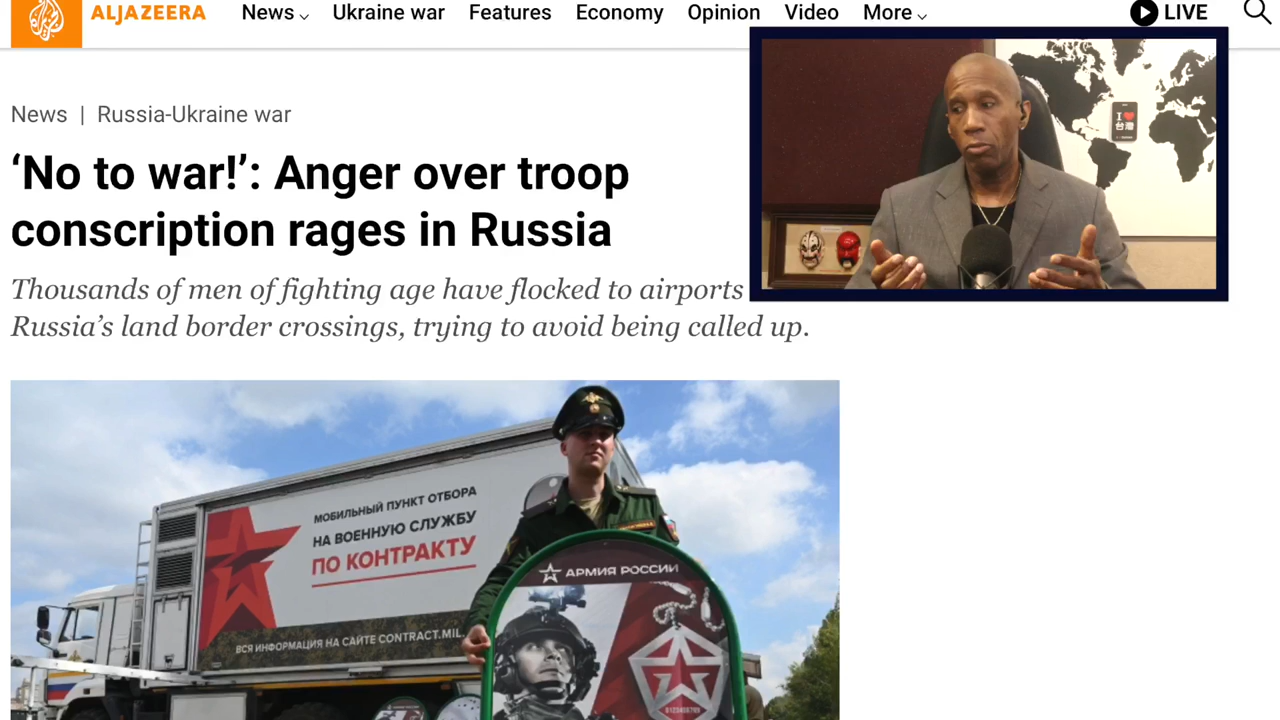 ALJAZEERA
News
Ukraine war
Features
Economy
Opinion
Video
More
LIVE
I ❤ 台灣
News | Russia-Ukraine war
‘No to war!’: Anger over troop
conscription rages in Russia
Thousands of men of fighting age have flocked to airports
Russia’s land border crossings, trying to avoid being called up.
МОБИЛЬНЫЙ ПУНКТ ОТБОРА
НА ВОЕННУЮ СЛУЖБУ
ПО КОНТРАКТУ
ВСЯ ИНФОРМАЦИЯ НА САЙТЕ CONTRACT.MIL.
АРМИЯ РОССИИ